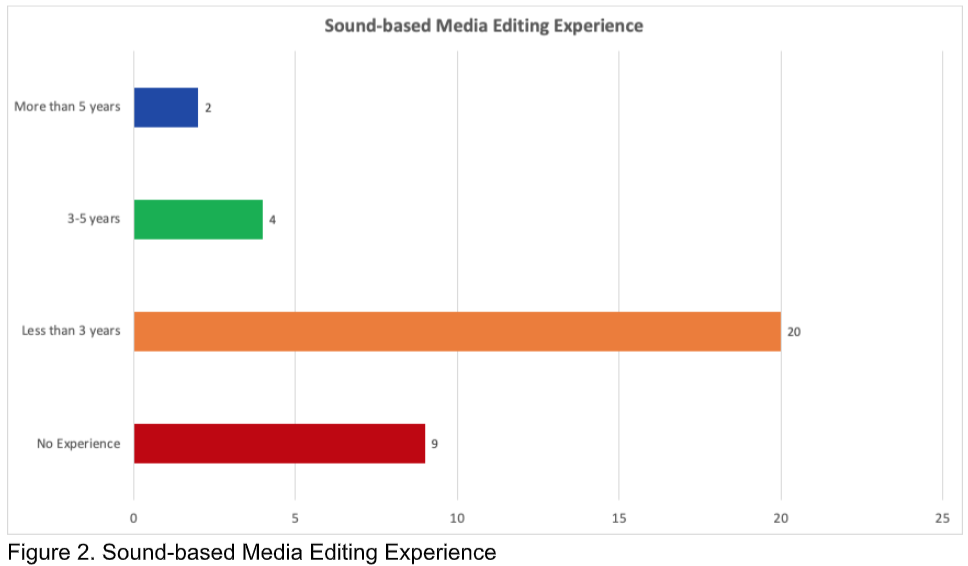 Sound-based Media Editing Experience
More than 5 years
2
3-5 years
4
Less than 3 years
20
No Experience
9
0 5 10 15 20 25
Figure 2. Sound-based Media Editing Experience